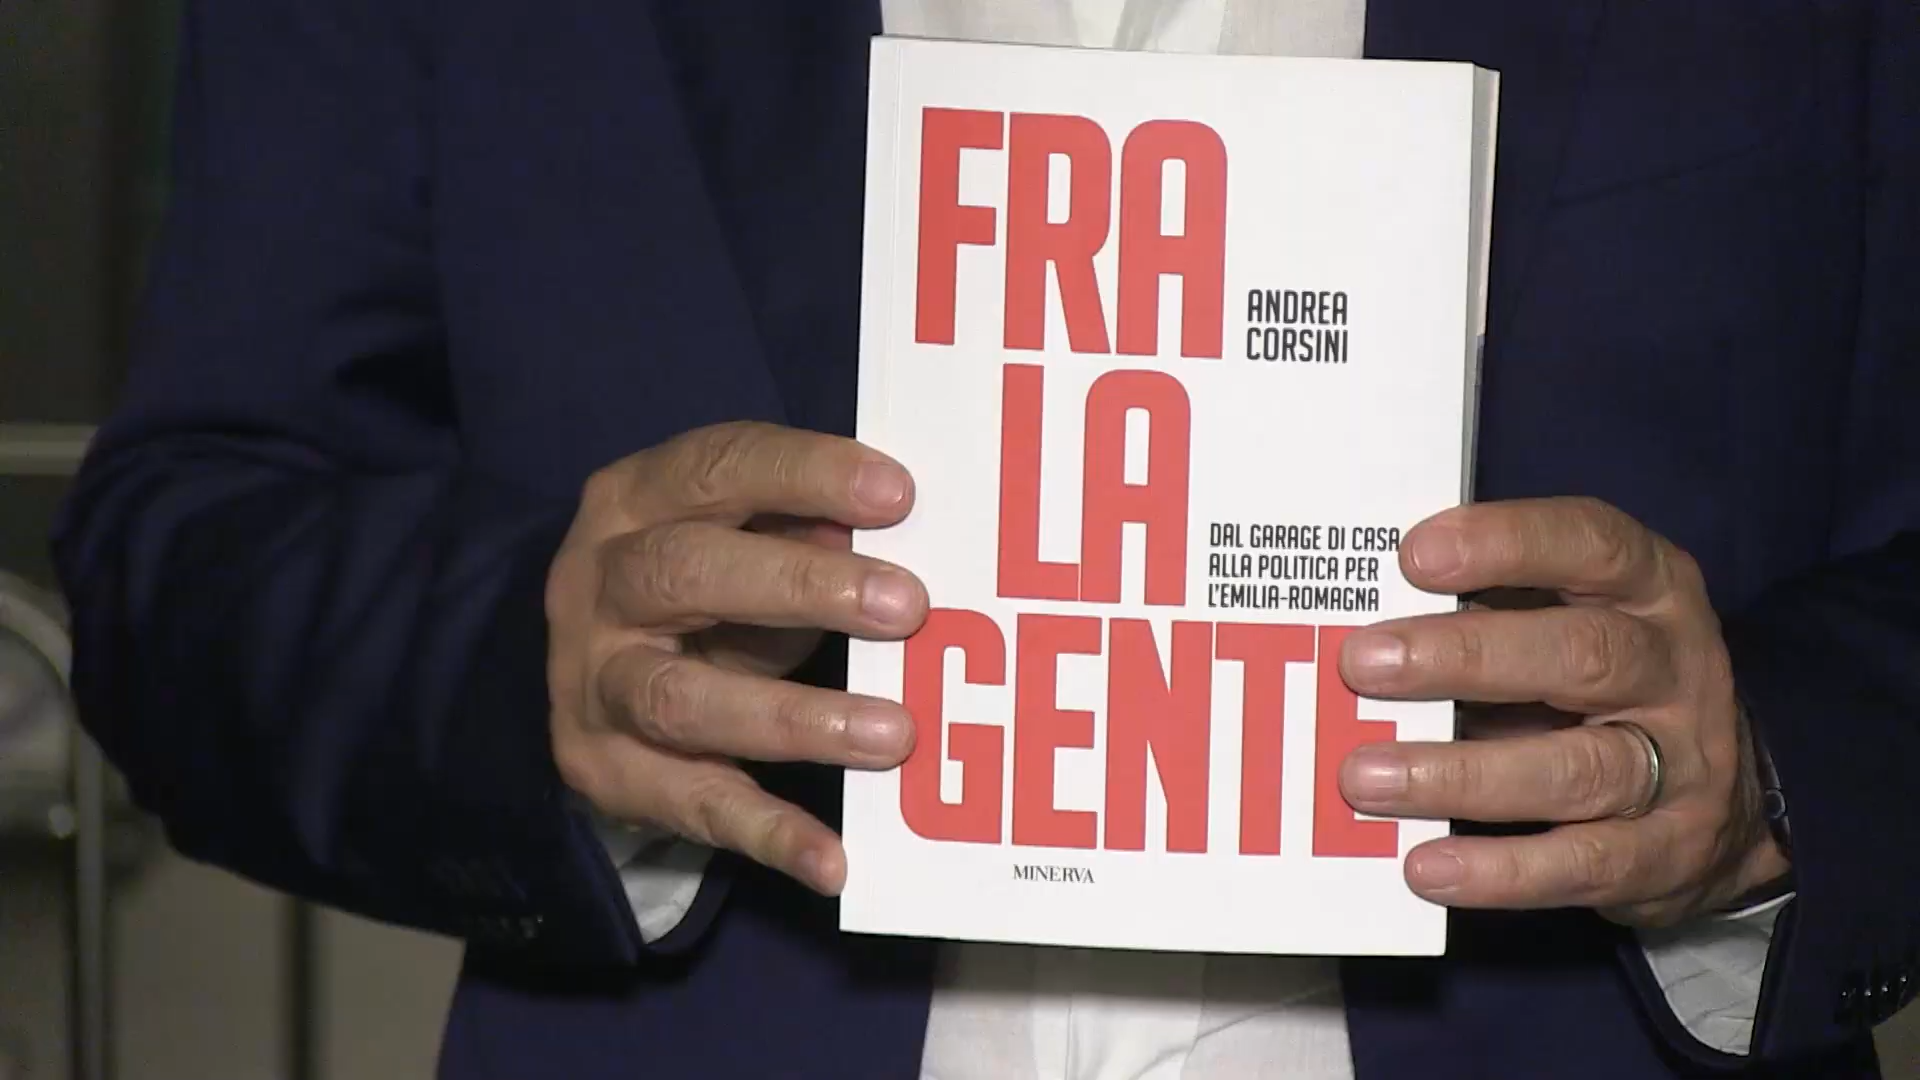 FRA
ANDREA
CORSINI
LA
DAL GARAGE DI CASA
ALLA POLITICA PER
L'EMILIA-ROMAGNA
GENTE
MINERVA